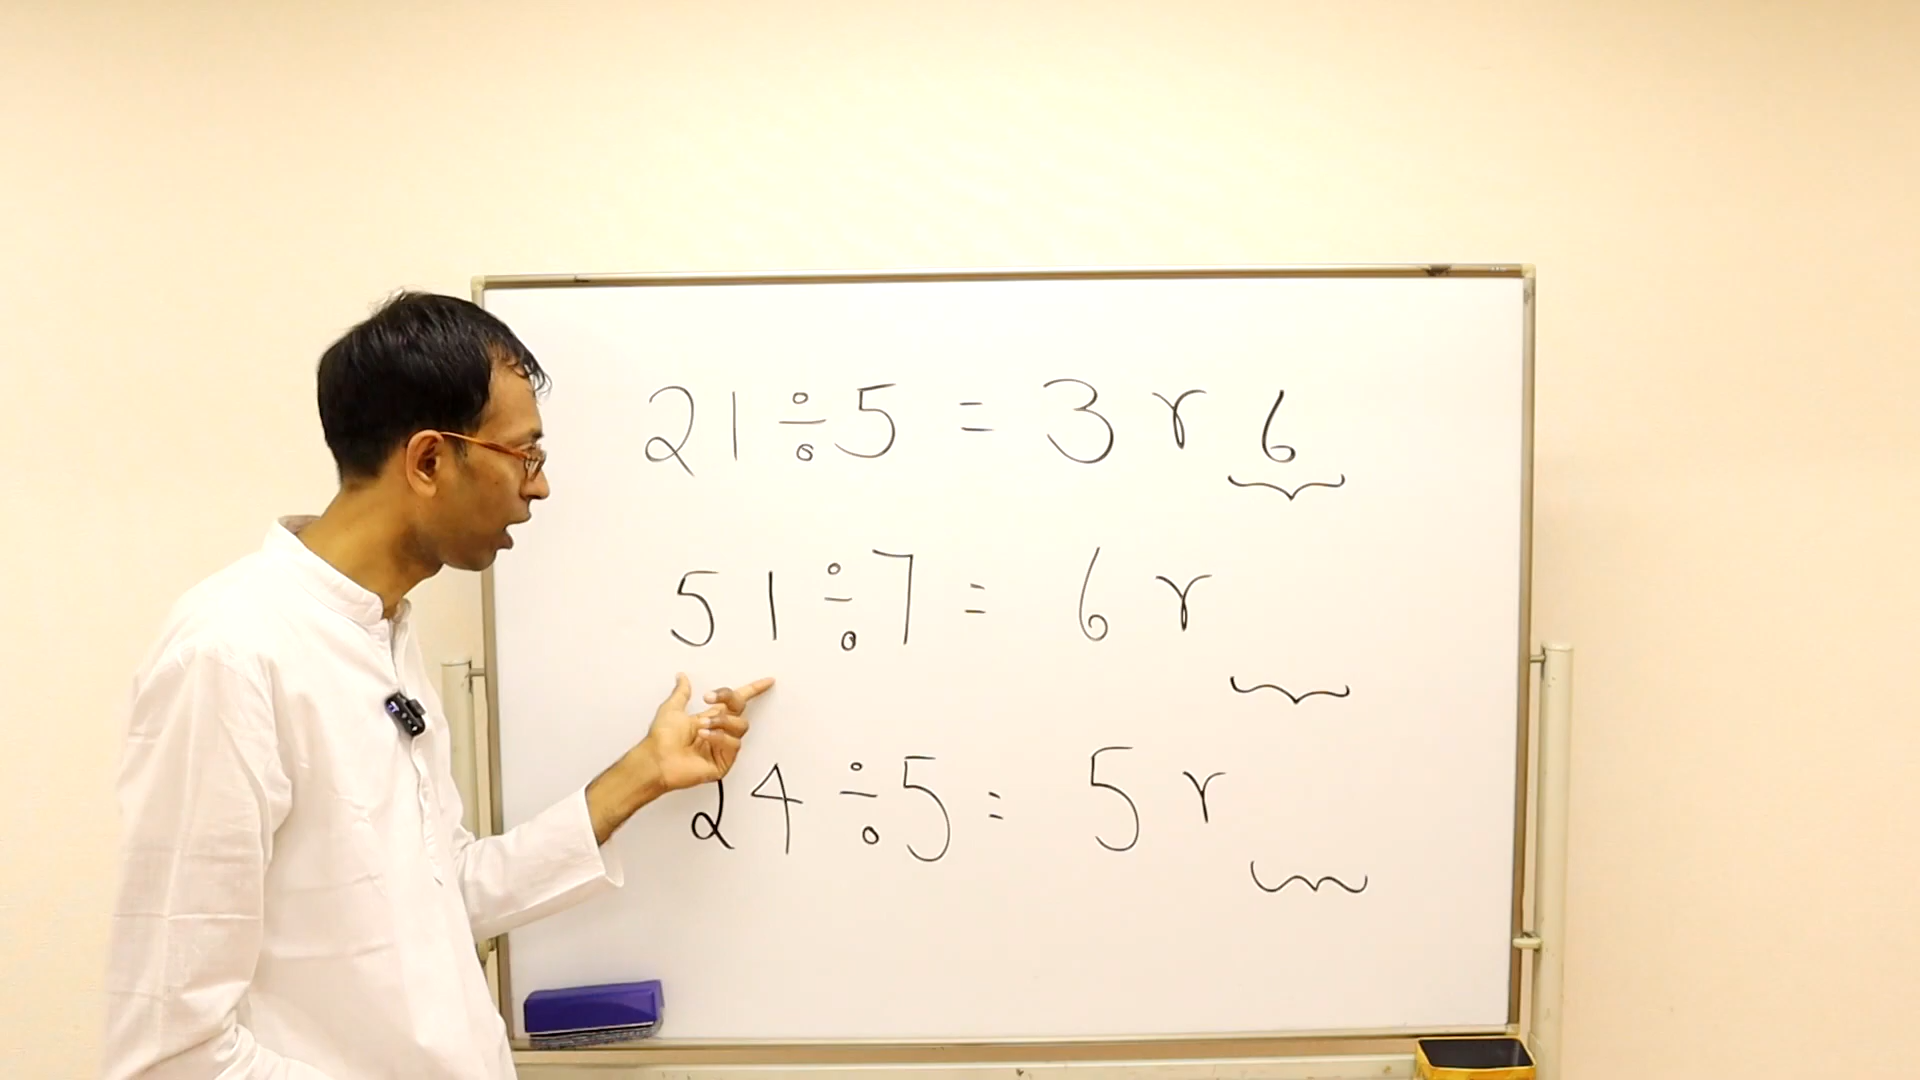 21÷5 = 3 r 6
51÷7 = 6 r
24÷5 = 5 r